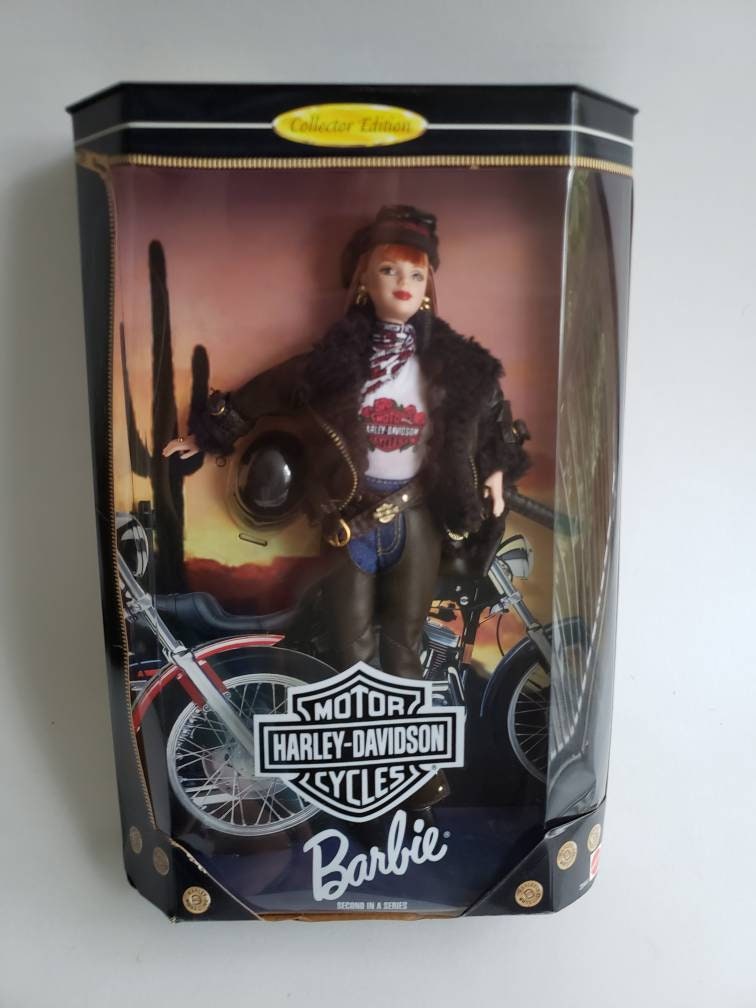 Collector Edition
HARLEY-DAVIDSON
MOTOR
HARLEY-DAVIDSON
CYCLES
Barbie®
SECOND IN A SERIES